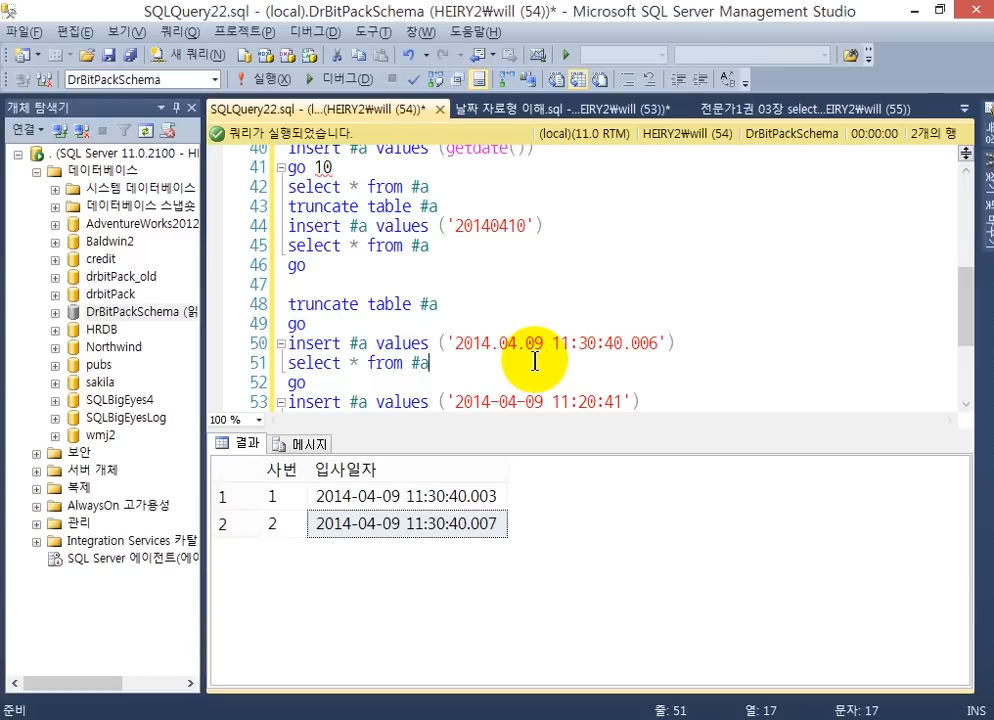 SQLQuery22.sql - (local).DrBitPackSchema (HEIRY2₩will (54))* - Microsoft SQL Server Management Studio
파일(F) 편집(E) 보기(V) 쿼리(Q) 프로젝트(P) 디버그(D) 도구(T) 창(W) 도움말(H)
새 쿼리(N)
DrBitPackSchema 실행(X) 디버그(D)
개체 탐색기
연결
. (SQL Server 11.0.2100 - HI
데이터베이스
시스템 데이터베이스
데이터베이스 스냅숏
AdventureWorks2012
Baldwin2
credit
drbitPack_old
drbitPack
DrBitPackSchema (읽
HRDB
Northwind
pubs
sakila
SQLBigEyes4
SQLBigEyesLog
wmj2
보안
서버 개체
복제
AlwaysOn 고가용성
관리
Integration Services 카탈
SQL Server 에이전트(에이
SQLQuery22.sql - (l...(HEIRY2₩will (54))* 날짜 자료형 이해.sql -...EIRY2₩will (53))* 전문가1권 03장 select...EIRY2₩will (55))
쿼리가 실행되었습니다. (local)(11.0 RTM) HEIRY2₩will (54) DrBitPackSchema 00:00:00 2개의 행
40 insert #a values (getdate())
41 go 10
42 select * from #a
43 truncate table #a
44 insert #a values ('20140410')
45 select * from #a
46 go
47
48 truncate table #a
49 go
50 insert #a values ('2014.04.09 11:30:40.006')
51 select * from #a
52 go
53 insert #a values ('2014-04-09 11:20:41')
100 %
결과 메시지
사번 입사일자
1 1 2014-04-09 11:30:40.003
2 2 2014-04-09 11:30:40.007
준비 줄: 51 열: 17 문자: 17 INS